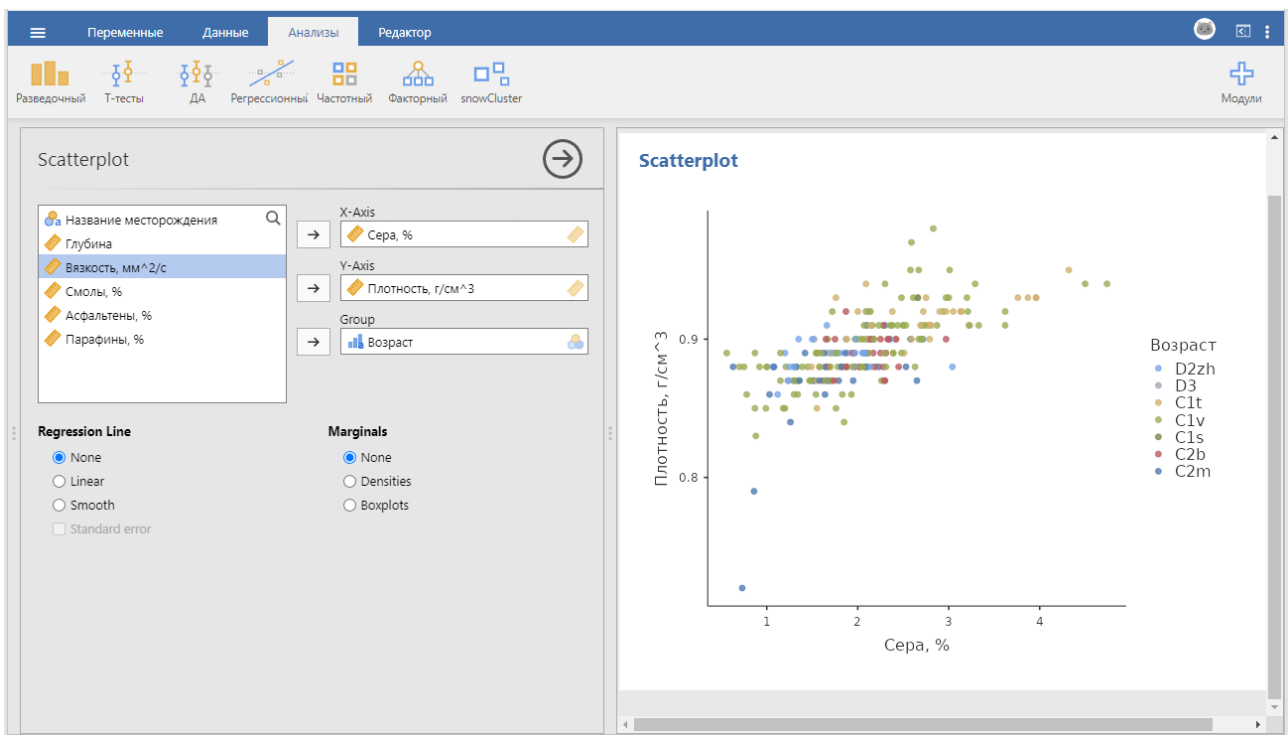 Переменные Данные Анализы Редактор
Разведочный Т-тесты ДА Регрессионный Частотный Факторный snowCluster Модули
Scatterplot
Название месторождения
Глубина
Вязкость, мм^2/с
Смолы, %
Асфальтены, %
Парафины, %
X-Axis
Сера, %
Y-Axis
Плотность, г/см^3
Group
Возраст
Regression Line
None
Linear
Smooth
Standard error
Marginals
None
Densities
Boxplots
Scatterplot
Плотность, г/см^3
0.9
0.8
1 2 3 4
Сера, %
Возраст
D2zh
D3
C1t
C1v
C1s
C2b
C2m